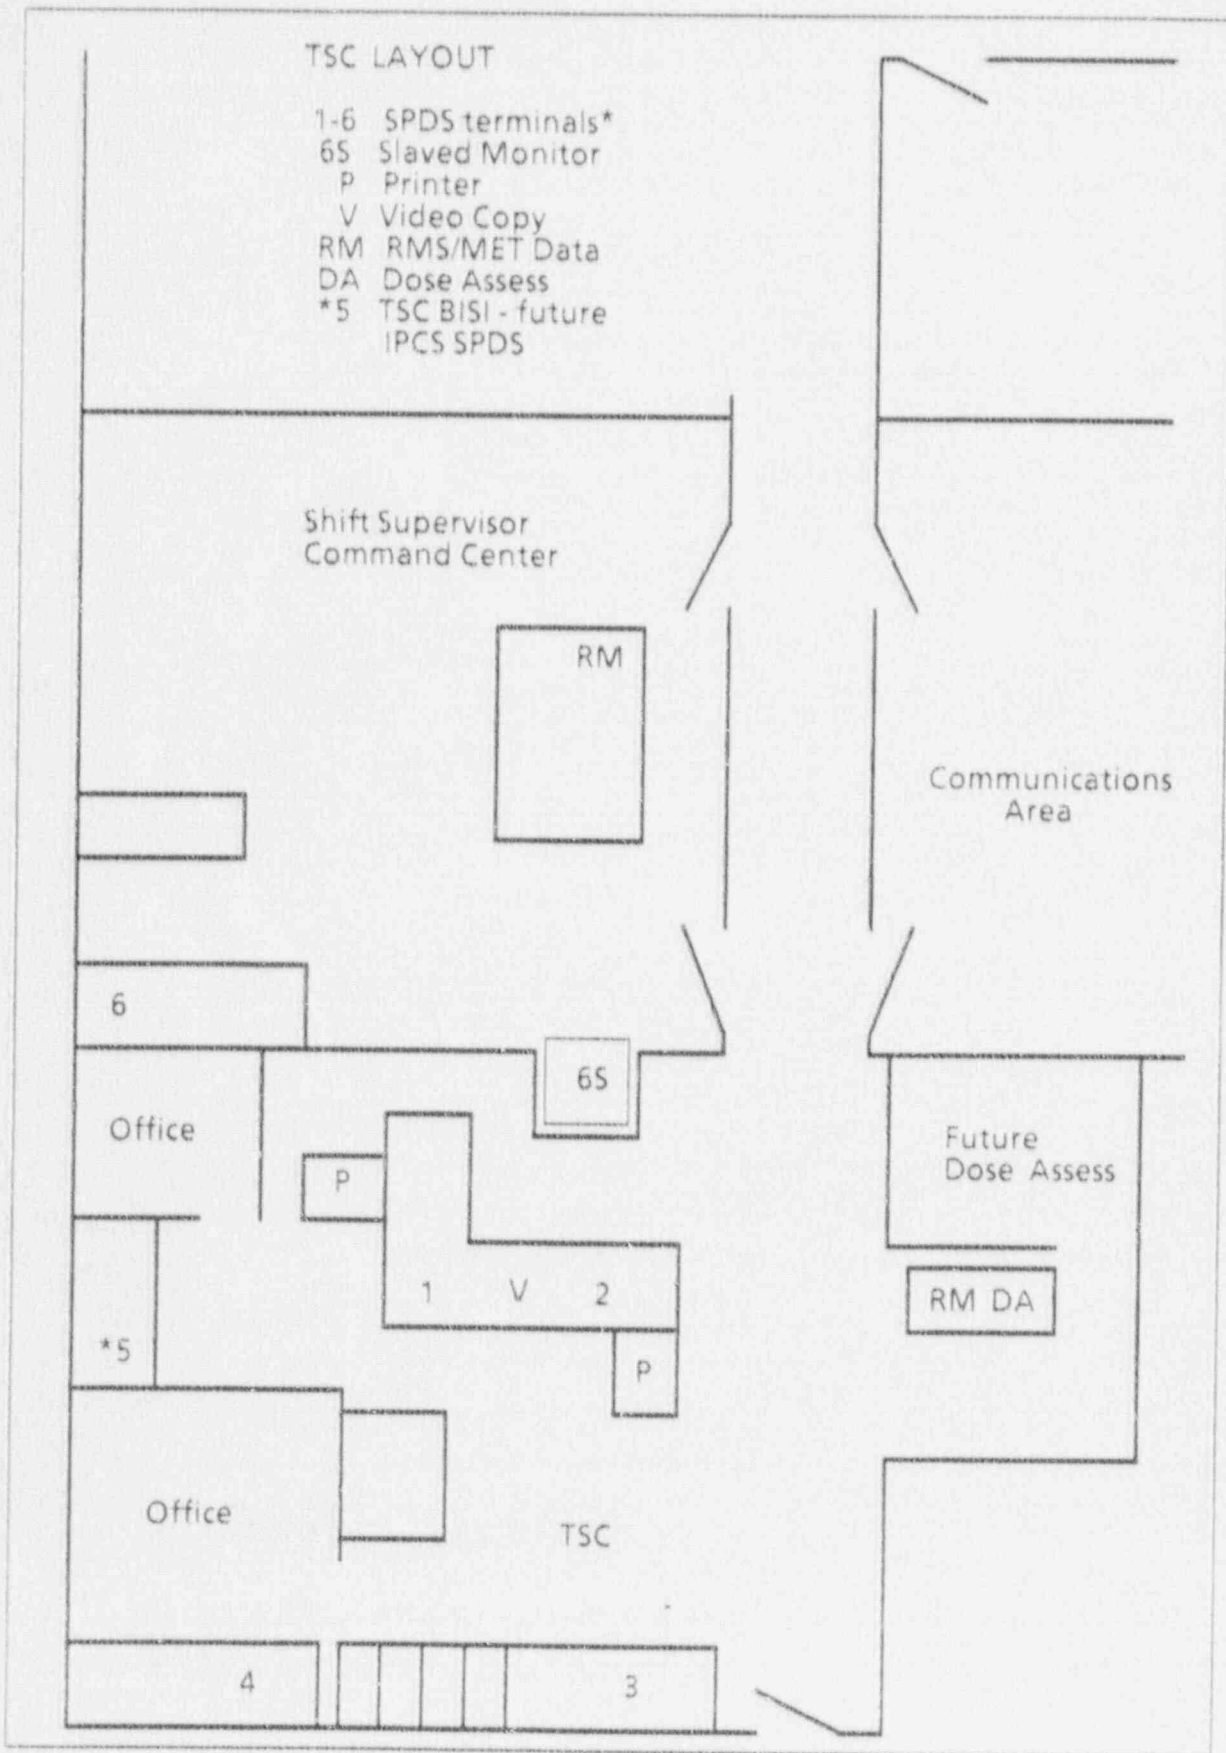 TSC LAYOUT
1-6 SPDS terminals*
6S Slaved Monitor
P Printer
V Video Copy
RM RMS/MET Data
DA Dose Assess
*5 TSC BISI - future
IPCS SPDS
Shift Supervisor
Command Center
RM
Communications
Area
6
6S
Office
Future
Dose Assess
P
1 V 2
RM DA
*5
P
Office
TSC
4
3